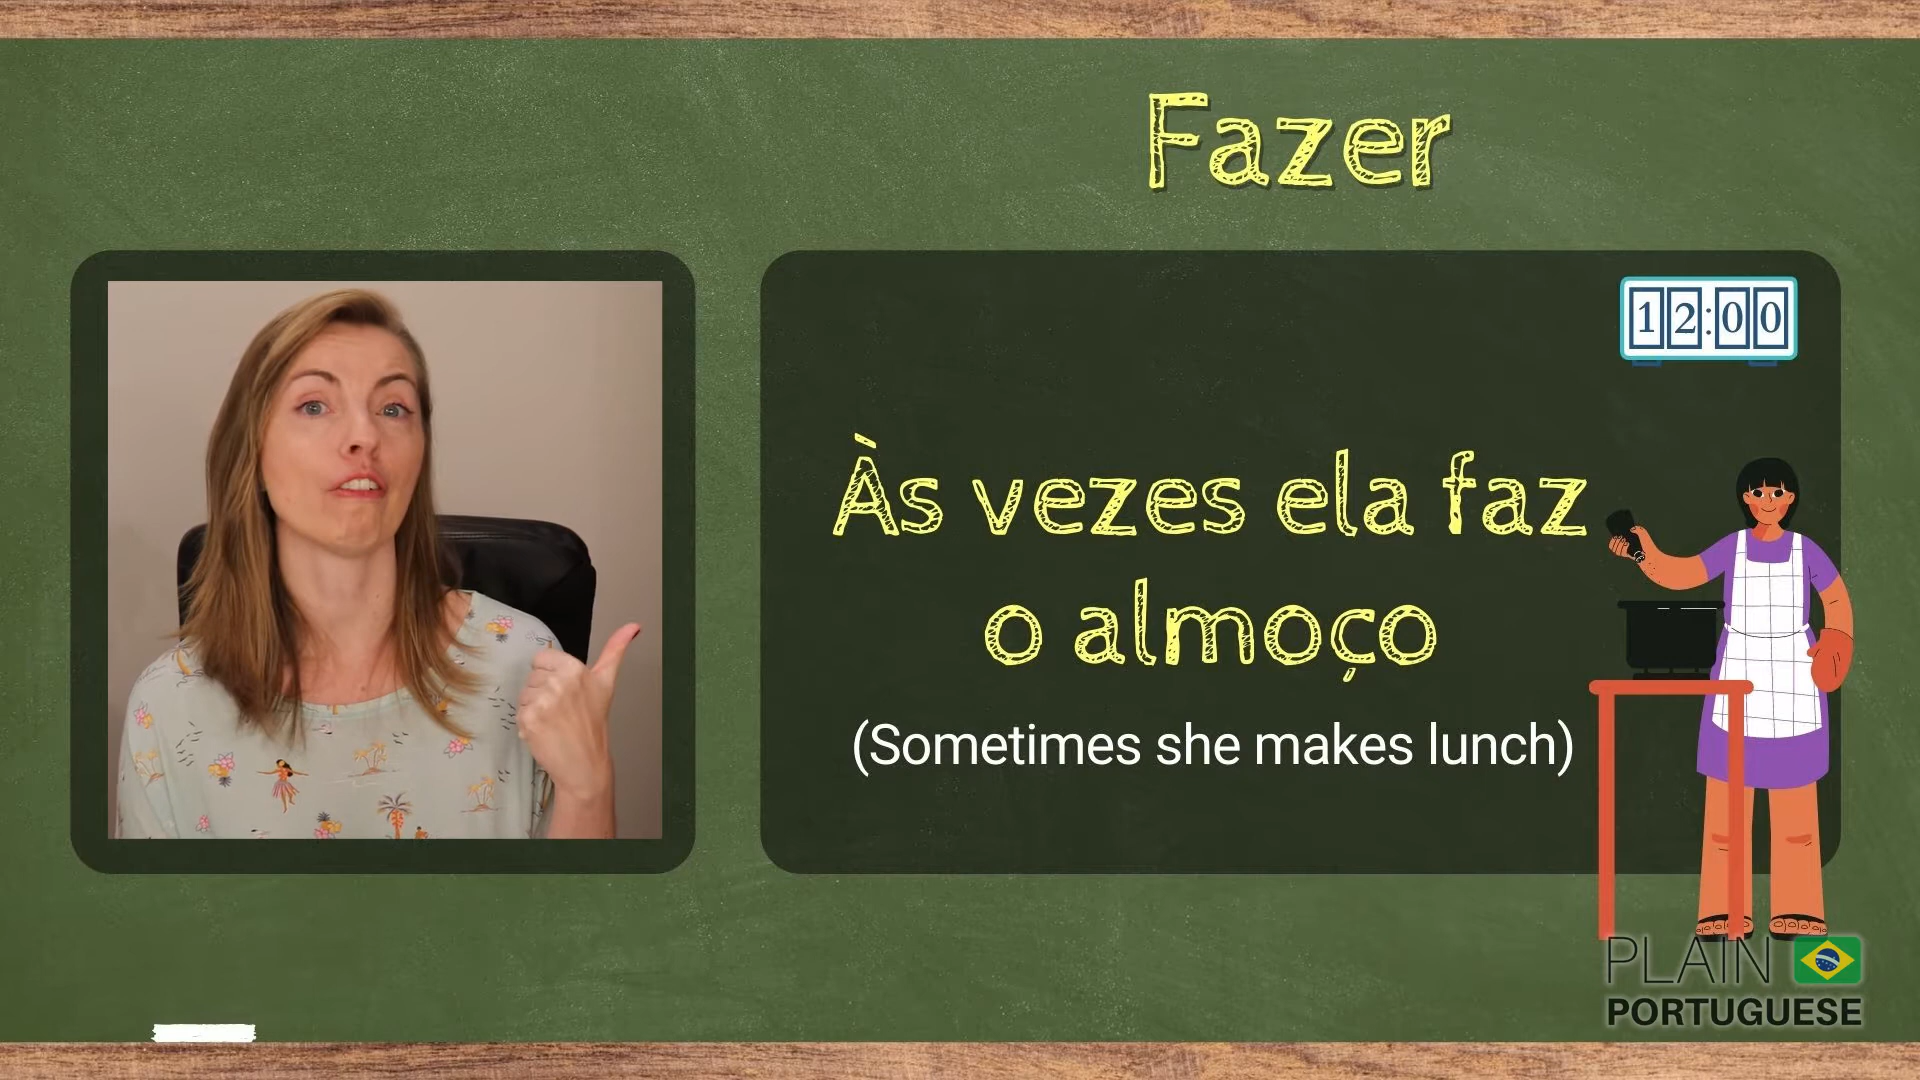 Fazer
12:00
Às vezes ela faz
o almoço
(Sometimes she makes lunch)
PLAIN
PORTUGUESE